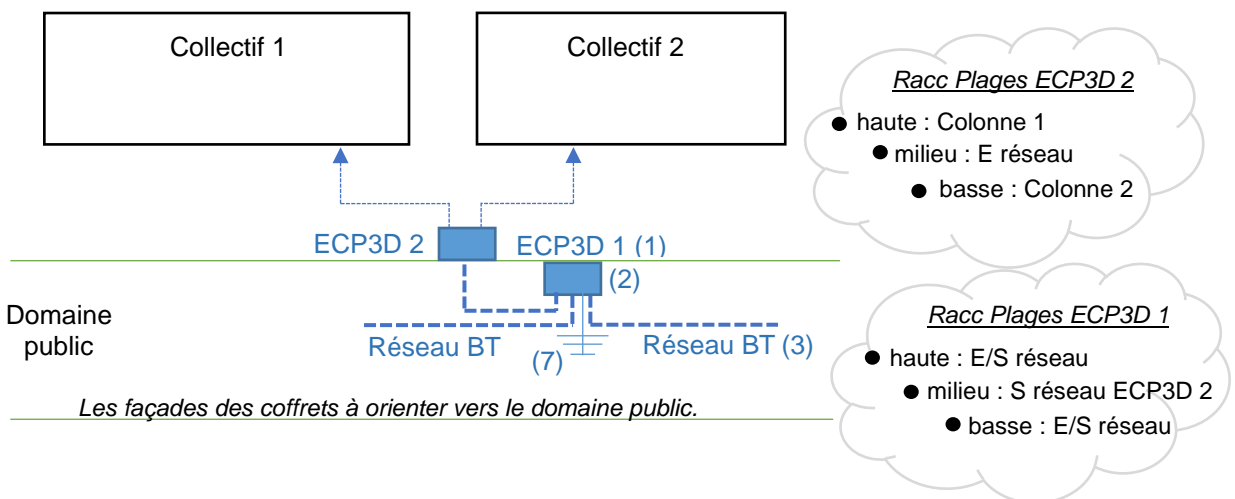 Collectif 1
Collectif 2
Racc Plages ECP3D 2
● haute : Colonne 1
● milieu : E réseau
● basse : Colonne 2
ECP3D 2
ECP3D 1 (1)
(2)
Domaine
public
Réseau BT
(7)
Réseau BT (3)
Racc Plages ECP3D 1
● haute : E/S réseau
● milieu : S réseau ECP3D 2
● basse : E/S réseau
Les façades des coffrets à orienter vers le domaine public.